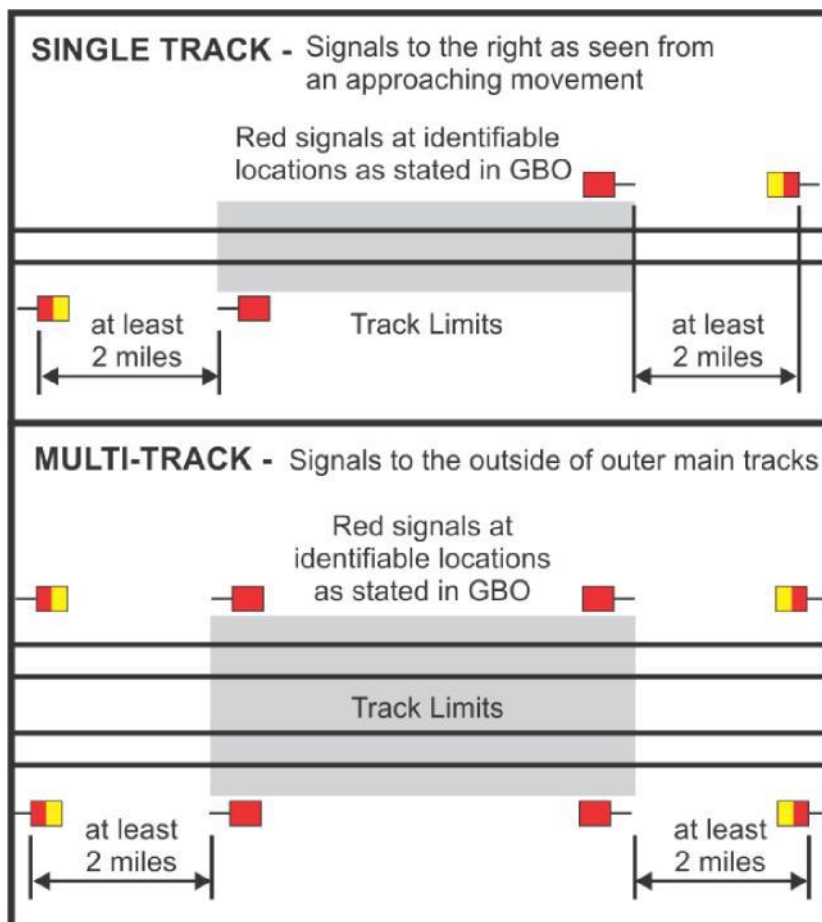 SINGLE TRACK - Signals to the right as seen from
an approaching movement
Red signals at identifiable
locations as stated in GBO
at least
2 miles
Track Limits
at least
2 miles
MULTI-TRACK - Signals to the outside of outer main tracks
Red signals at
identifiable locations
as stated in GBO
Track Limits
at least
2 miles
at least
2 miles